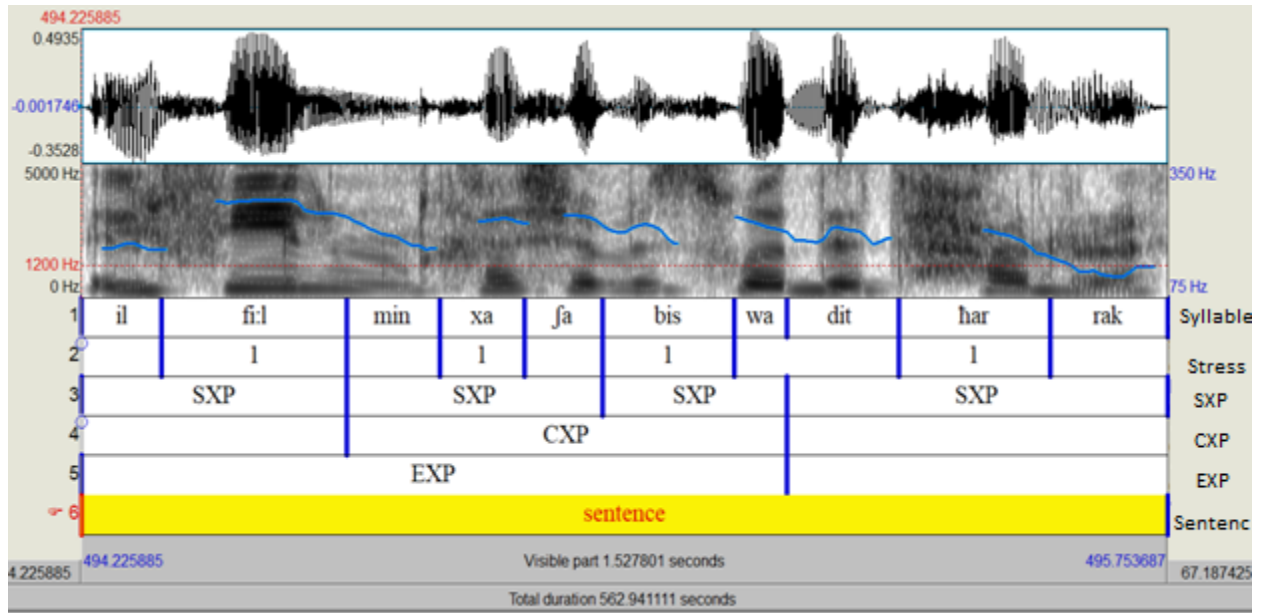 494.225885
0.4935
-0.001746
-0.3528
5000 Hz 350 Hz
1200 Hz
0 Hz 75 Hz
1 il fi:l min xa ʃa bis wa dit ħar rak Syllable
2 1 1 1 1 Stress
3 SXP SXP SXP SXP SXP
4 CXP CXP
5 EXP EXP
6 sentence Sentenc
494.225885 Visible part 1.527801 seconds 495.753687
4.225885 67.187425
Total duration 562.941111 seconds